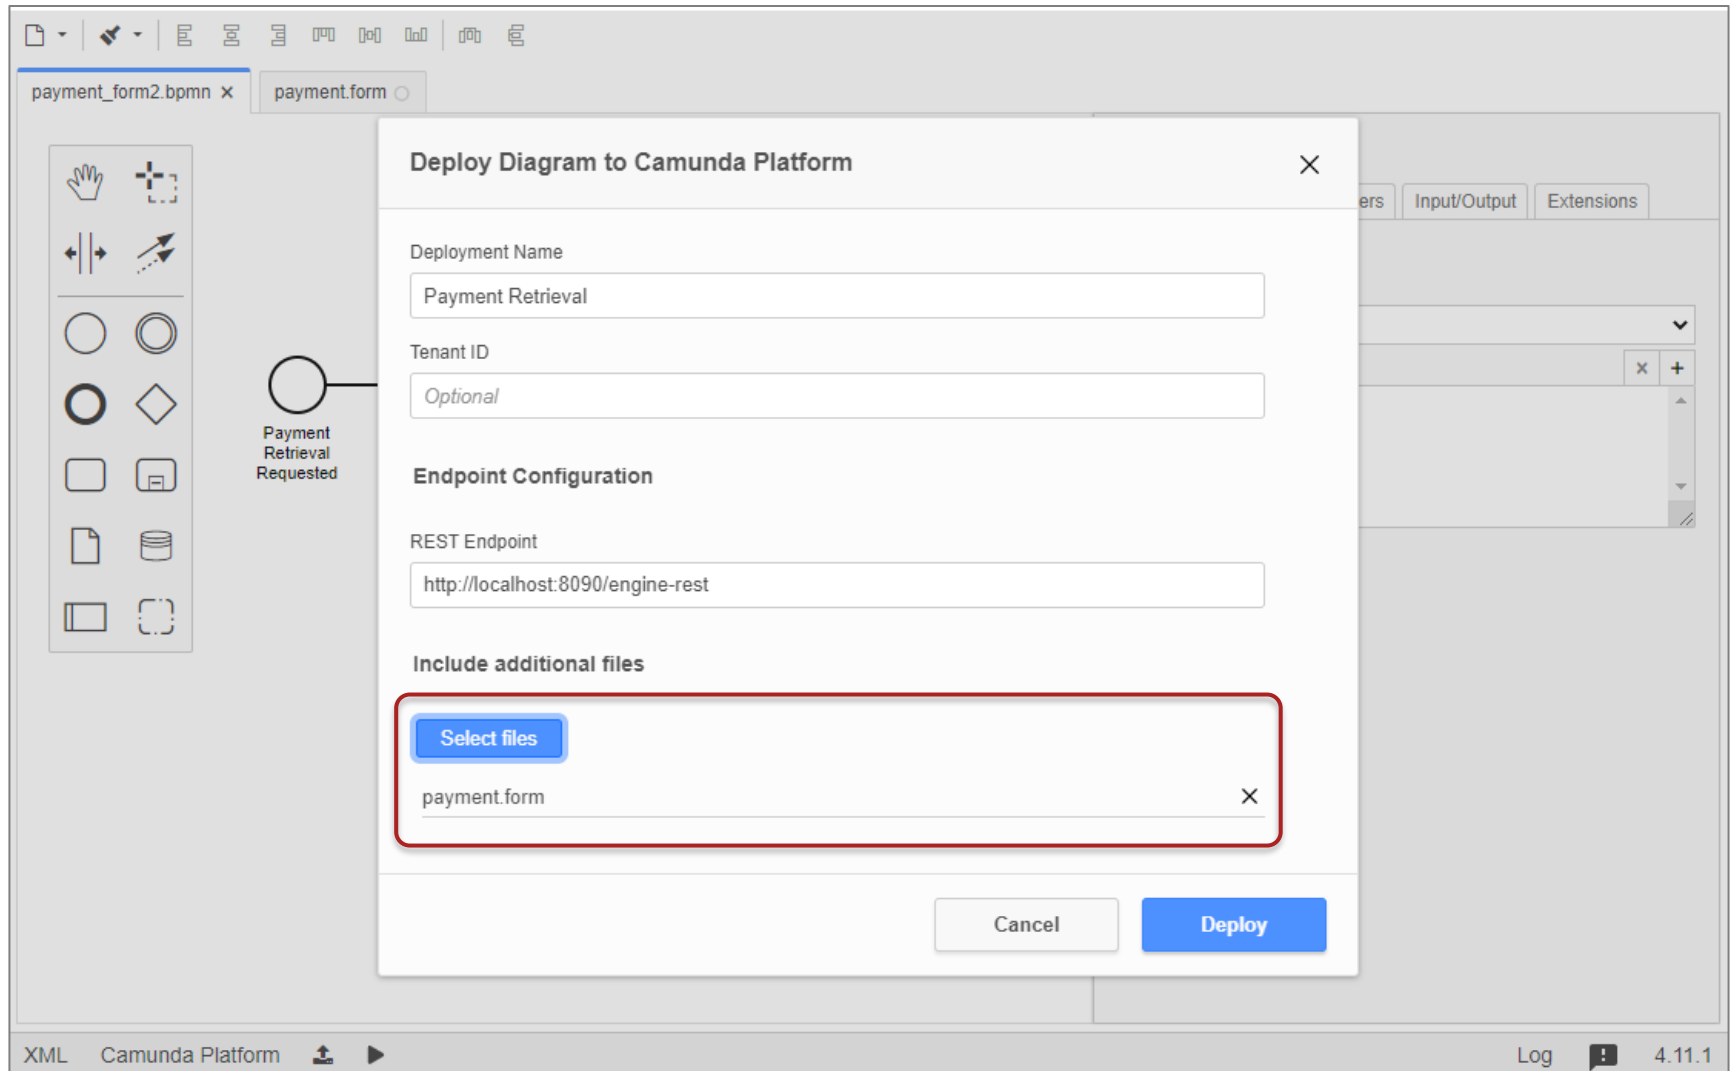 payment_form2.bpmn
payment.form
Deploy Diagram to Camunda Platform
ers
Input/Output
Extensions
Deployment Name
Payment Retrieval
Tenant ID
Optional
Payment
Retrieval
Requested
Endpoint Configuration
REST Endpoint
http://localhost:8090/engine-rest
Include additional files
Select files
payment.form
Cancel
Deploy
XML
Camunda Platform
Log
4.11.1